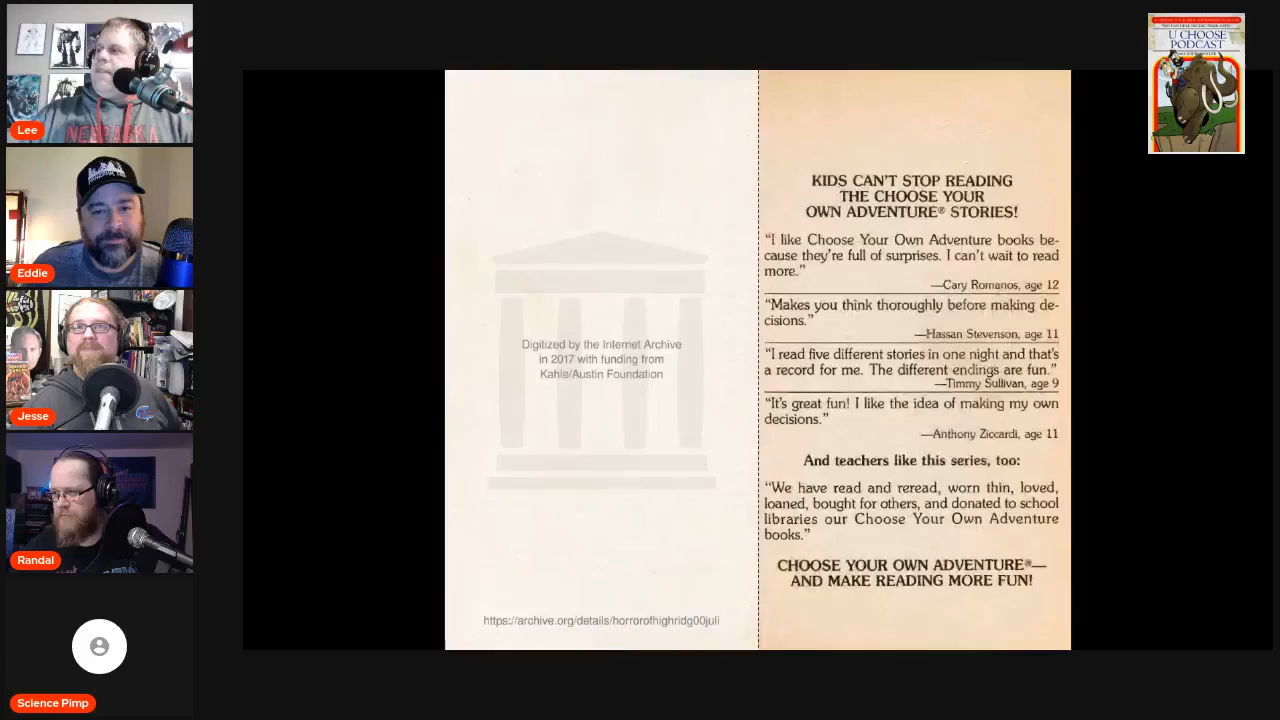 Lee
NEBRASKA
Eddie
Jesse
Randal
Science Pimp
Digitized by the Internet Archive
in 2017 with funding from
Kahle/Austin Foundation
https://archive.org/details/horrorofhighridg00juli
KIDS CAN'T STOP READING
THE CHOOSE YOUR
OWN ADVENTURE® STORIES!
“I like Choose Your Own Adventure books be-
cause they're full of surprises. I can't wait to read
more.”
—Cary Romanos, age 12
“Makes you think thoroughly before making de-
cisions.”
—Hassan Stevenson, age 11
“I read five different stories in one night and that's
a record for me. The different endings are fun.”
—Timmy Sullivan, age 9
“It's great fun! I like the idea of making my own
decisions.”
—Anthony Ziccardi, age 11
And teachers like this series, too:
“We have read and reread, worn thin, loved,
loaned, bought for others, and donated to school
libraries our Choose Your Own Adventure
books.”
CHOOSE YOUR OWN ADVENTURE®—
AND MAKE READING MORE FUN!
U CHOOSE
PODCAST